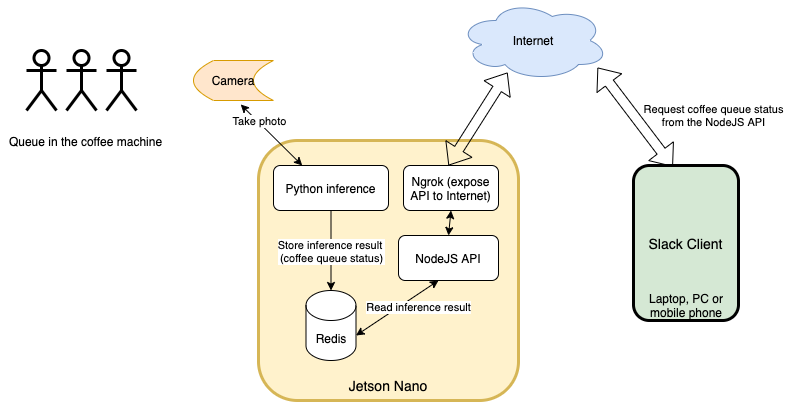 Internet
Camera
Request coffee queue status
from the NodeJS API
Take photo
Queue in the coffee machine
Python inference
Ngrok (expose
API to Internet)
Store inference result
(coffee queue status)
NodeJS API
Slack Client
Read inference result
Laptop, PC or
mobile phone
Redis
Jetson Nano